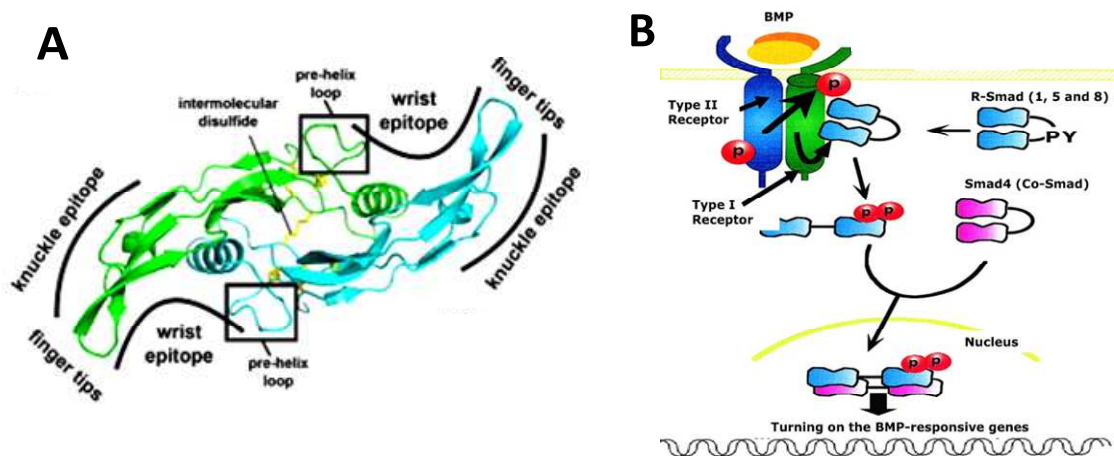 A
intermolecular
disulfide
pre-helix
loop
wrist
epitope
finger tips
knuckle epitope
knuckle epitope
finger tips
wrist
epitope
pre-helix
loop
B
BMP
Type II
Receptor
P
P
R-Smad (1, 5 and 8)
PY
Type I
Receptor
P
P
Smad4 (Co-Smad)
Nucleus
P
P
Turning on the BMP-responsive genes